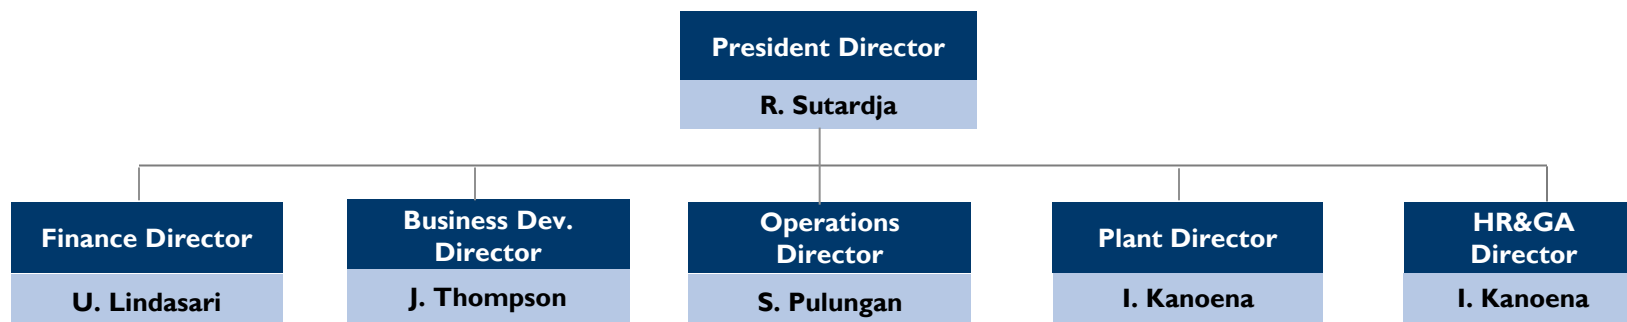 President Director
R. Sutardja
Finance Director
U. Lindasari
Business Dev.
Director
J. Thompson
Operations
Director
S. Pulungan
Plant Director
I. Kanoena
HR&GA
Director
I. Kanoena